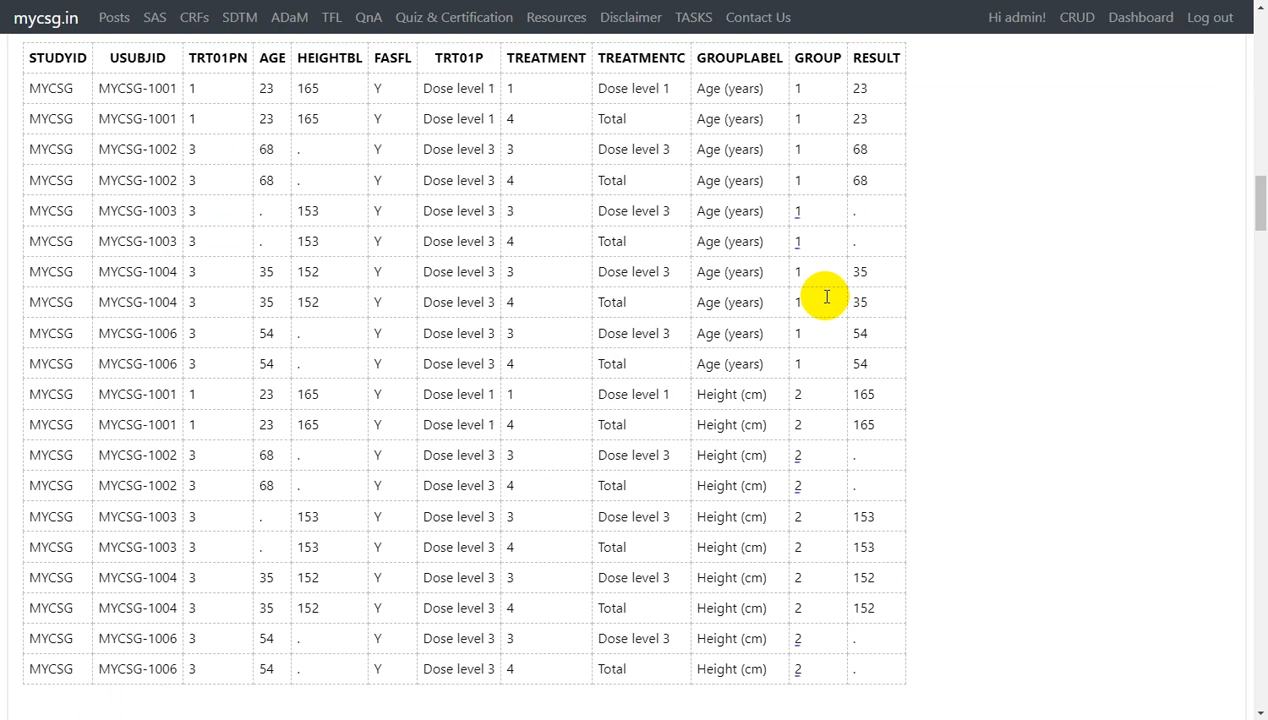 mycsg.in Posts SAS CRFs SDTM ADaM TFL QnA Quiz & Certification Resources Disclaimer TASKS Contact Us Hi admin! CRUD Dashboard Log out
STUDYID USUBJID TRT01PN AGE HEIGHTBL FASFL TRT01P TREATMENT TREATMENTC GROUPLABEL GROUP RESULT
MYCSG MYCSG-1001 1 23 165 Y Dose level 1 1 Dose level 1 Age (years) 1 23
MYCSG MYCSG-1001 1 23 165 Y Dose level 1 4 Total Age (years) 1 23
MYCSG MYCSG-1002 3 68 . Y Dose level 3 3 Dose level 3 Age (years) 1 68
MYCSG MYCSG-1002 3 68 . Y Dose level 3 4 Total Age (years) 1 68
MYCSG MYCSG-1003 3 . 153 Y Dose level 3 3 Dose level 3 Age (years) 1 .
MYCSG MYCSG-1003 3 . 153 Y Dose level 3 4 Total Age (years) 1 .
MYCSG MYCSG-1004 3 35 152 Y Dose level 3 3 Dose level 3 Age (years) 1 35
MYCSG MYCSG-1004 3 35 152 Y Dose level 3 4 Total Age (years) 1 35
MYCSG MYCSG-1006 3 54 . Y Dose level 3 3 Dose level 3 Age (years) 1 54
MYCSG MYCSG-1006 3 54 . Y Dose level 3 4 Total Age (years) 1 54
MYCSG MYCSG-1001 1 23 165 Y Dose level 1 1 Dose level 1 Height (cm) 2 165
MYCSG MYCSG-1001 1 23 165 Y Dose level 1 4 Total Height (cm) 2 165
MYCSG MYCSG-1002 3 68 . Y Dose level 3 3 Dose level 3 Height (cm) 2 .
MYCSG MYCSG-1002 3 68 . Y Dose level 3 4 Total Height (cm) 2 .
MYCSG MYCSG-1003 3 . 153 Y Dose level 3 3 Dose level 3 Height (cm) 2 153
MYCSG MYCSG-1003 3 . 153 Y Dose level 3 4 Total Height (cm) 2 153
MYCSG MYCSG-1004 3 35 152 Y Dose level 3 3 Dose level 3 Height (cm) 2 152
MYCSG MYCSG-1004 3 35 152 Y Dose level 3 4 Total Height (cm) 2 152
MYCSG MYCSG-1006 3 54 . Y Dose level 3 3 Dose level 3 Height (cm) 2 .
MYCSG MYCSG-1006 3 54 . Y Dose level 3 4 Total Height (cm) 2 .